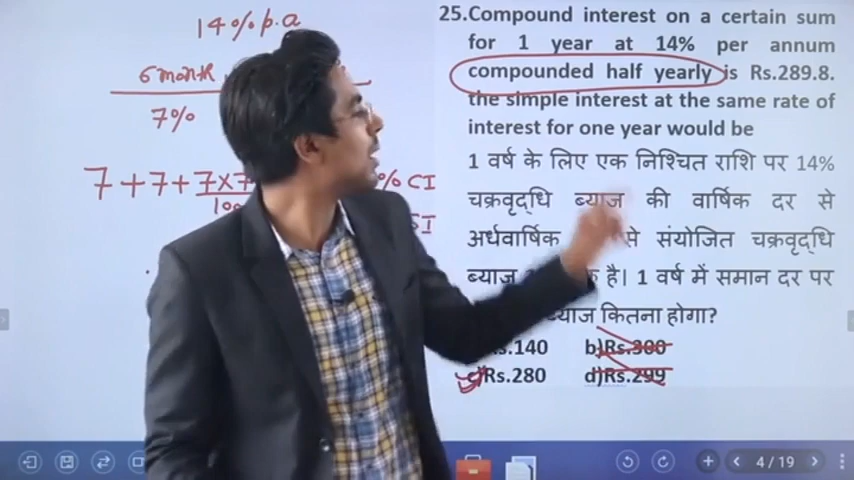 14% p.a
6 month
7%
7 + 7 + 7x7
% CI
SI
25.Compound interest on a certain sum
for 1 year at 14% per annum
compounded half yearly is Rs.289.8.
the simple interest at the same rate of
interest for one year would be
1 वर्ष के लिए एक निश्चित राशि पर 14%
चक्रवृद्धि ब्याज की वार्षिक दर से
अर्धवार्षिक से संयोजित चक्रवृद्धि
ब्याज है। 1 वर्ष में समान दर पर
ब्याज कितना होगा?
Rs.140 b)Rs.300
c)Rs.280 d)Rs.299
4 / 19